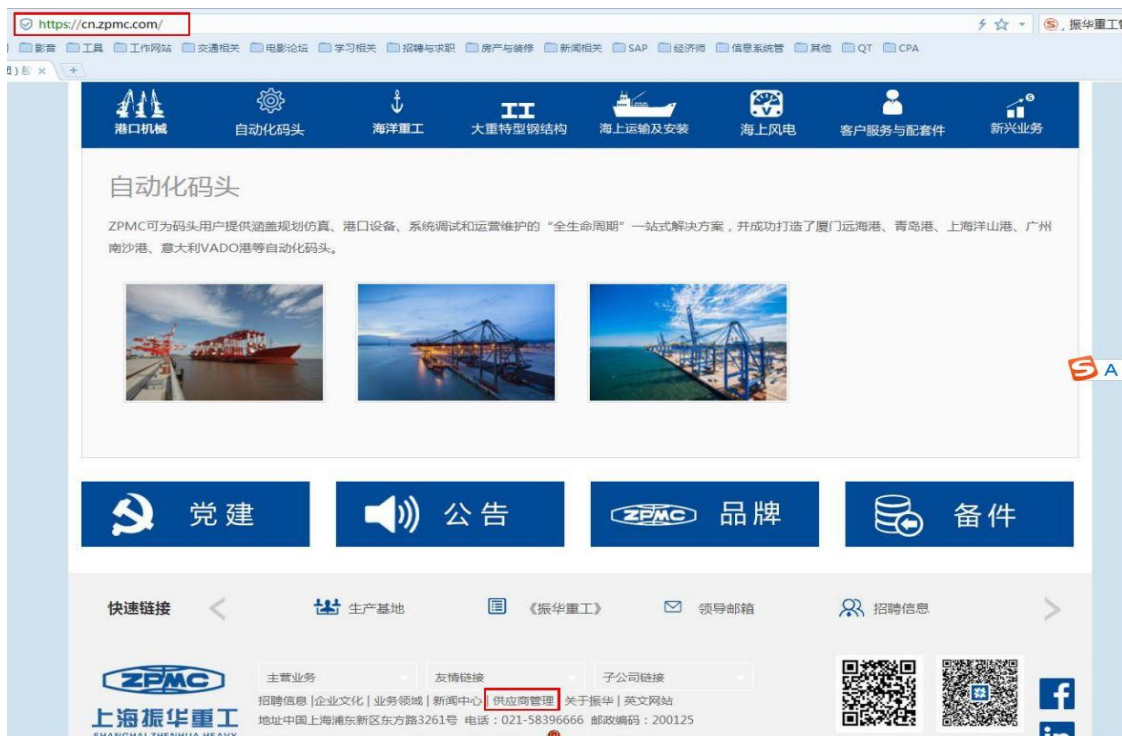 https://cn.zpmc.com/
振华重工
影音 工具 工作网站 交通相关 电影论坛 学习相关 招聘与求职 房产与装修 新闻相关 SAP 经济师 信息系统管 其他 QT CPA
港口机械 自动化码头 海洋重工 大重特型钢结构 海上运输及安装 海上风电 客户服务与配套件 新兴业务
自动化码头
ZPMC可为码头用户提供涵盖规划仿真、港口设备、系统调试和运营维护的“全生命周期”一站式解决方案，并成功打造了厦门远海港、青岛港、上海洋山港、广州
南沙港、意大利VADO港等自动化码头。
A
党建 公告 ZPMC 品牌 备件
快速链接 生产基地 《振华重工》 领导邮箱 招聘信息
主营业务 友情链接 子公司链接
ZPMC
招聘信息 |企业文化 | 业务领域 | 新闻中心 | 供应商管理 | 关于振华 | 英文网站
上海振华重工
地址中国上海浦东新区东方路3261号 电话：021-58396666 邮政编码：200125
SHANGHAI ZHENHUA HEAVY